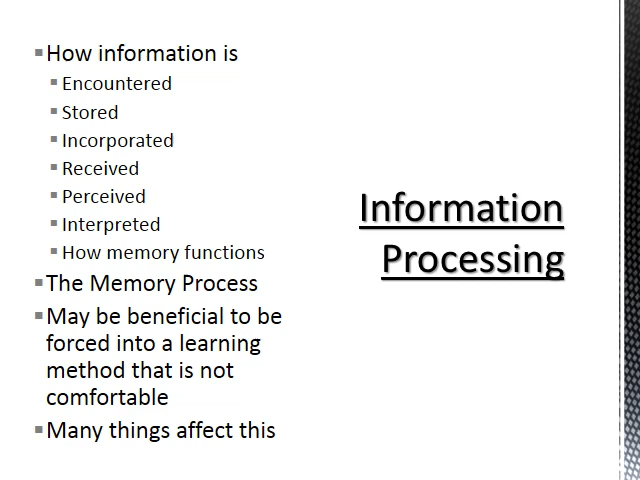 How information is
Encountered
Stored
Incorporated
Received
Perceived
Interpreted
How memory functions
The Memory Process
May be beneficial to be
forced into a learning
method that is not
comfortable
Many things affect this
Information
Processing